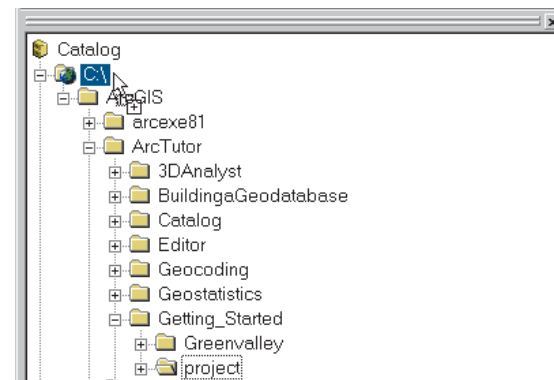 Catalog
C:\
ArcGIS
arcexe81
ArcTutor
3DAnalyst
BuildingaGeodatabase
Catalog
Editor
Geocoding
Geostatistics
Getting_Started
Greenvalley
project